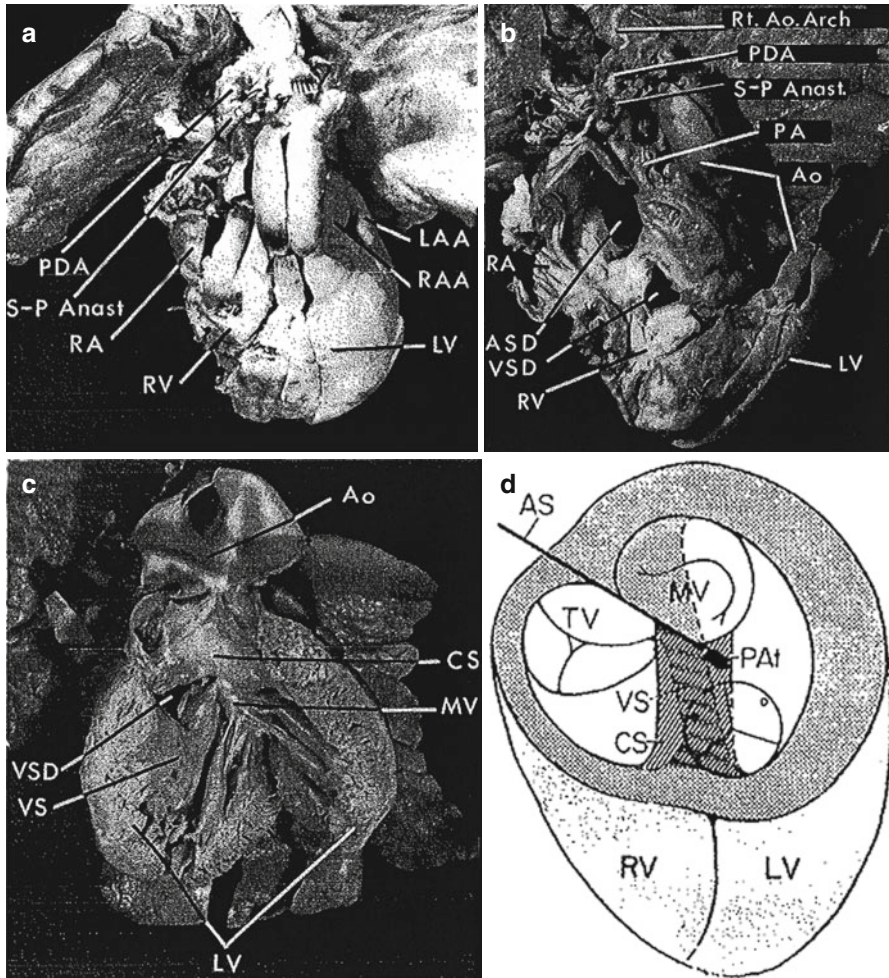 a
PDA
S-P Anast
RA
RV
LAA
RAA
LV
b
Rt. Ao. Arch
PDA
S-P Anast.
PA
Ao
RA
ASD
VSD
RV
LV
c
Ao
CS
MV
VSD
VS
LV
d
AS
MV
TV
PAt
VS
CS
RV
LV